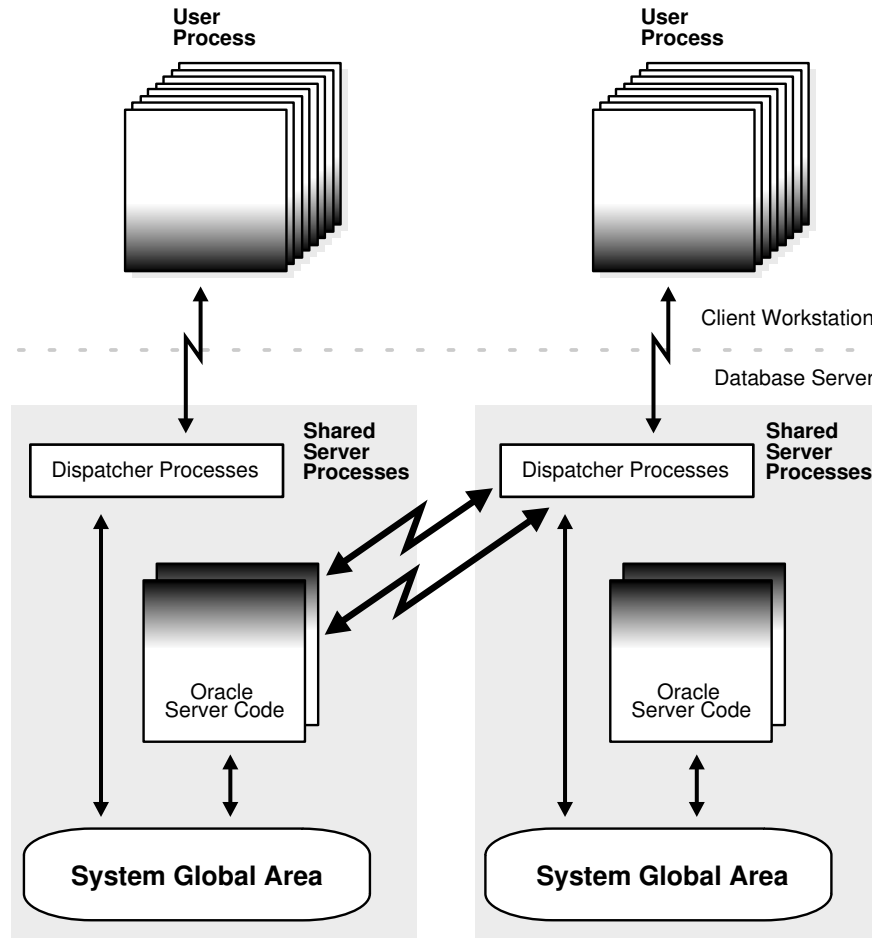 User
Process
User
Process
Client Workstation
Database Server
Shared
Server
Processes
Dispatcher Processes
Shared
Server
Processes
Dispatcher Processes
Oracle
Server Code
Oracle
Server Code
System Global Area
System Global Area